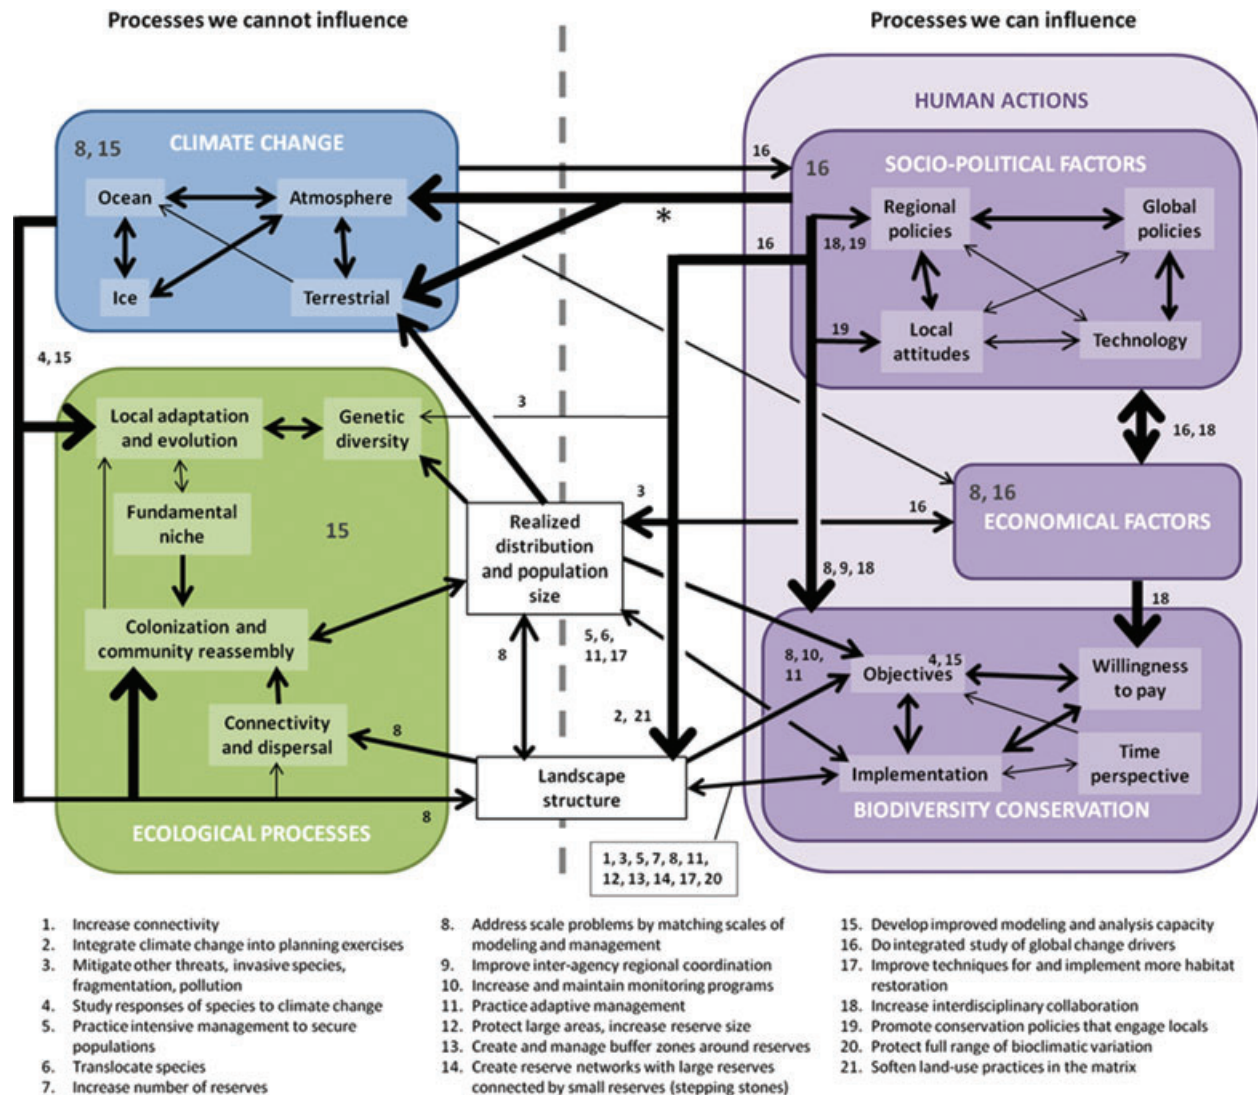 Processes we cannot influence
Processes we can influence
HUMAN ACTIONS
8, 15
CLIMATE CHANGE
Ocean
Atmosphere
Ice
Terrestrial
16
*
16
16
SOCIO-POLITICAL FACTORS
Regional
policies
Global
policies
18, 19
19
Local
attitudes
Technology
4, 15
Local adaptation
and evolution
Genetic
diversity
3
Fundamental
niche
15
Colonization and
community reassembly
Connectivity
and dispersal
ECOLOGICAL PROCESSES
16, 18
8, 16
ECONOMICAL FACTORS
3
16
Realized
distribution
and population
size
8, 9, 18
18
8
5, 6,
11, 17
8, 10,
11
4, 15
Objectives
Willingness
to pay
2, 21
8
Landscape
structure
8
Implementation
Time
perspective
BIODIVERSITY CONSERVATION
1, 3, 5, 7, 8, 11,
12, 13, 14, 17, 20
1. Increase connectivity
2. Integrate climate change into planning exercises
3. Mitigate other threats, invasive species,
fragmentation, pollution
4. Study responses of species to climate change
5. Practice intensive management to secure
populations
6. Translocate species
7. Increase number of reserves
8. Address scale problems by matching scales of
modeling and management
9. Improve inter-agency regional coordination
10. Increase and maintain monitoring programs
11. Practice adaptive management
12. Protect large areas, increase reserve size
13. Create and manage buffer zones around reserves
14. Create reserve networks with large reserves
connected by small reserves (stepping stones)
15. Develop improved modeling and analysis capacity
16. Do integrated study of global change drivers
17. Improve techniques for and implement more habitat
restoration
18. Increase interdisciplinary collaboration
19. Promote conservation policies that engage locals
20. Protect full range of bioclimatic variation
21. Soften land-use practices in the matrix